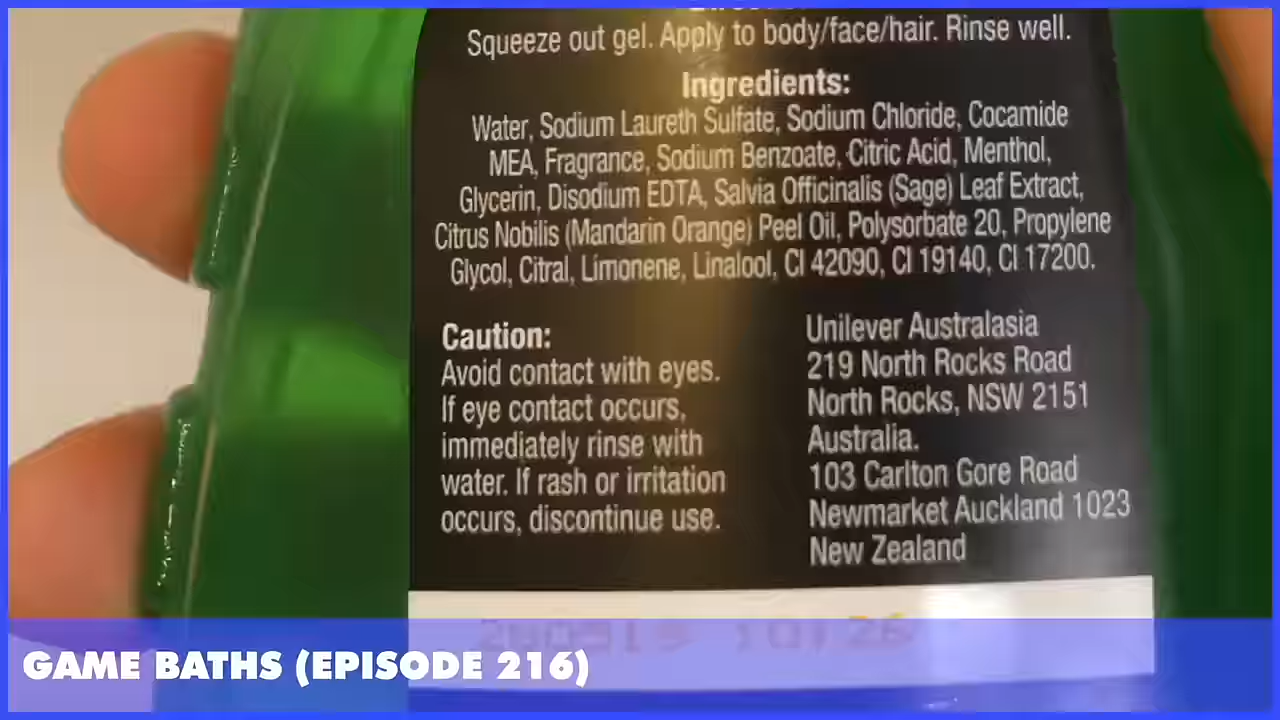 Squeeze out gel. Apply to body/face/hair. Rinse well.
Ingredients:
Water, Sodium Laureth Sulfate, Sodium Chloride, Cocamide
MEA, Fragrance, Sodium Benzoate, Citric Acid, Menthol,
Glycerin, Disodium EDTA, Salvia Officinalis (Sage) Leaf Extract,
Citrus Nobilis (Mandarin Orange) Peel Oil, Polysorbate 20, Propylene
Glycol, Citral, Limonene, Linalool, CI 42090, CI 19140, CI 17200.
Caution:
Avoid contact with eyes.
If eye contact occurs,
immediately rinse with
water. If rash or irritation
occurs, discontinue use.
Unilever Australasia
219 North Rocks Road
North Rocks, NSW 2151
Australia.
103 Carlton Gore Road
Newmarket Auckland 1023
New Zealand
GAME BATHS (EPISODE 216)